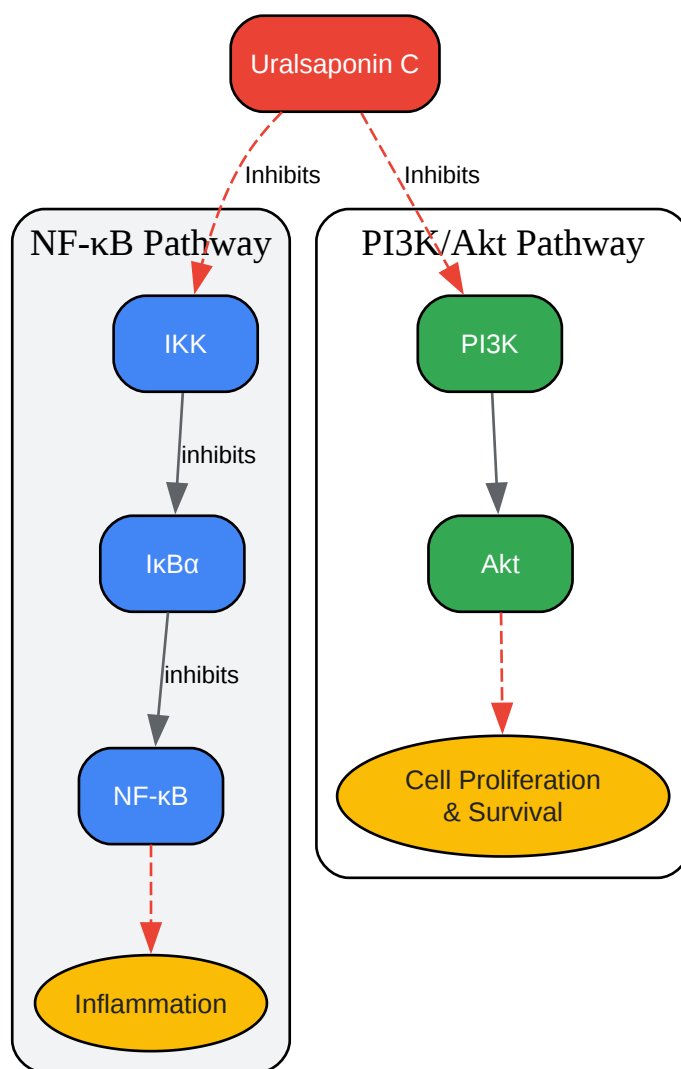 Uralsaponin C
Inhibits
Inhibits
NF-κB Pathway
PI3K/Akt Pathway
IKK
PI3K
inhibits
IκBα
Akt
inhibits
NF-κB
Cell Proliferation
& Survival
Inflammation